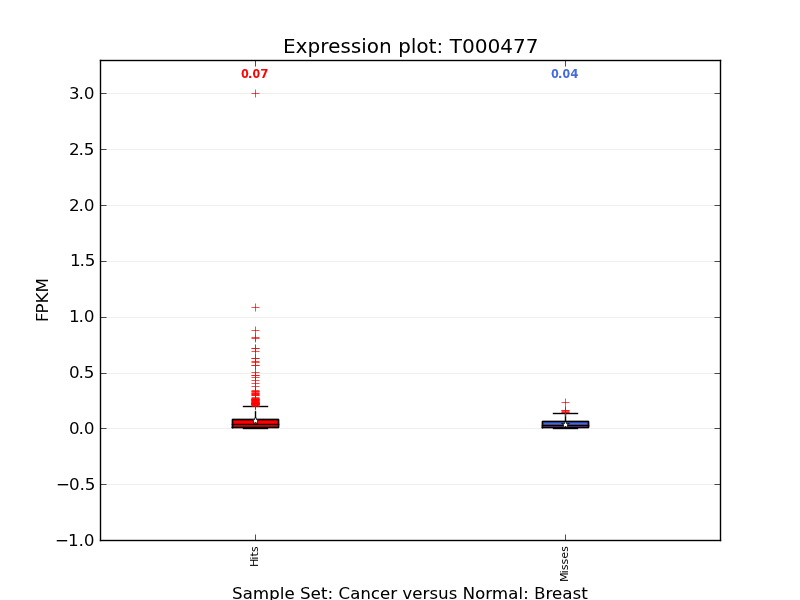 Expression plot: T000477
0.07
0.04
3.0
2.5
2.0
1.5
1.0
0.5
0.0
−0.5
−1.0
FPKM
Hits
Misses
Sample Set: Cancer versus Normal: Breast